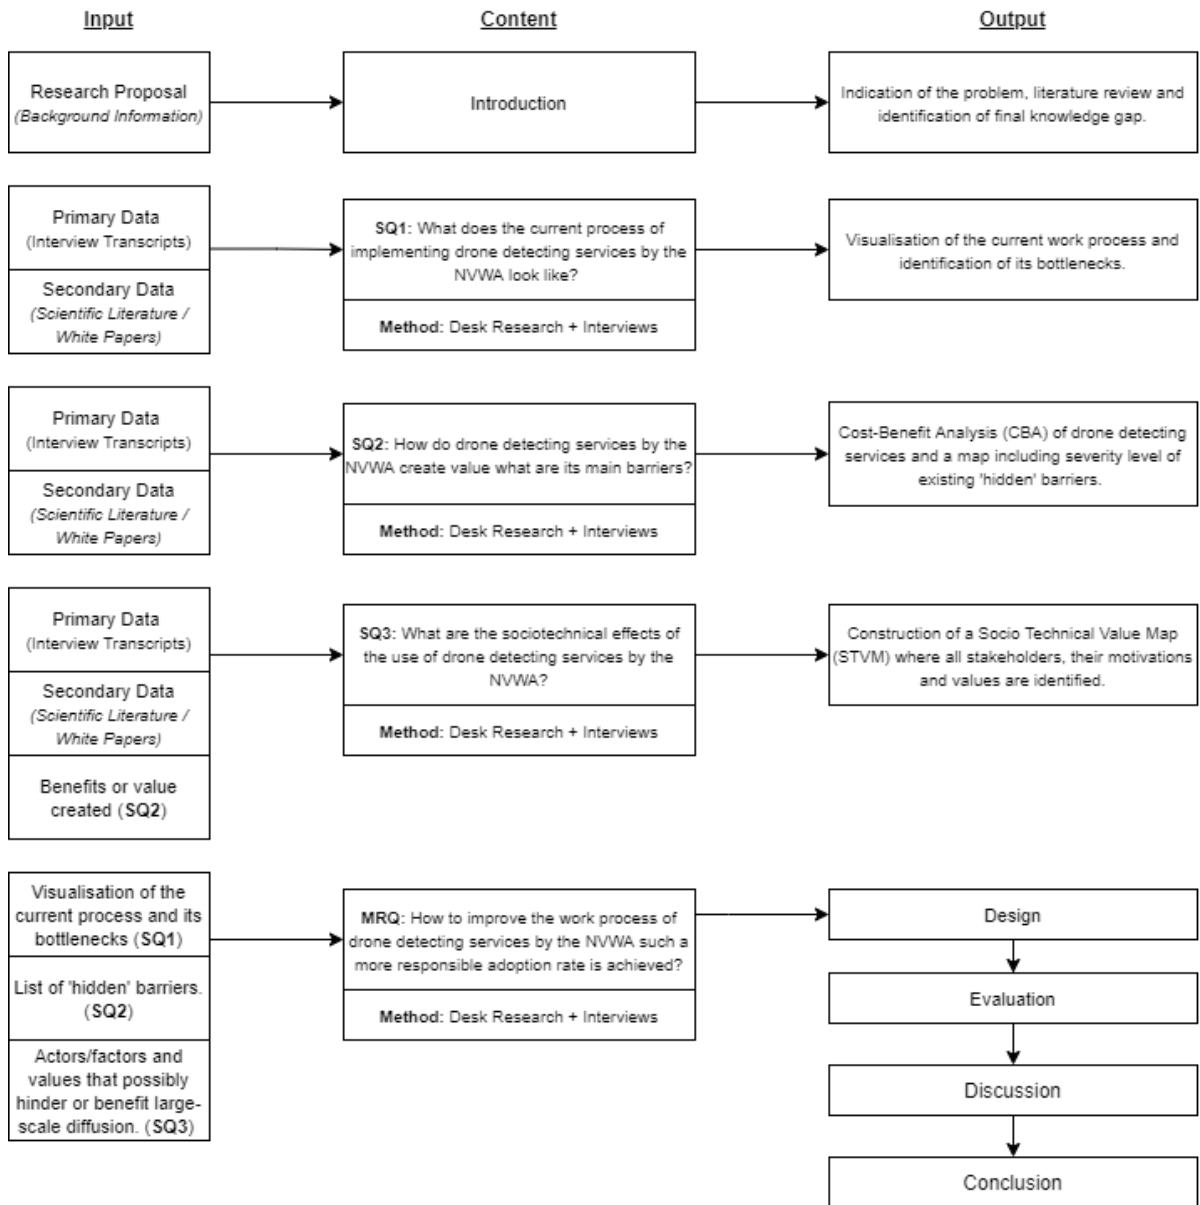 Input
Content
Output
Research Proposal
(Background Information)
Introduction
Indication of the problem, literature review and
identification of final knowledge gap.
Primary Data
(Interview Transcripts)
Secondary Data
(Scientific Literature /
White Papers)
SQ1: What does the current process of
implementing drone detecting services by the
NVWA look like?
Method: Desk Research + Interviews
Visualisation of the current work process and
identification of its bottlenecks.
Primary Data
(Interview Transcripts)
Secondary Data
(Scientific Literature /
White Papers)
SQ2: How do drone detecting services by the
NVWA create value what are its main barriers?
Method: Desk Research + Interviews
Cost-Benefit Analysis (CBA) of drone detecting
services and a map including severity level of
existing 'hidden' barriers.
Primary Data
(Interview Transcripts)
Secondary Data
(Scientific Literature /
White Papers)
Benefits or value
created (SQ2)
SQ3: What are the sociotechnical effects of
the use of drone detecting services by the
NVWA?
Method: Desk Research + Interviews
Construction of a Socio Technical Value Map
(STVM) where all stakeholders, their motivations
and values are identified.
Visualisation of the
current process and its
bottlenecks (SQ1)
List of 'hidden' barriers.
(SQ2)
Actors/factors and
values that possibly
hinder or benefit large-
scale diffusion. (SQ3)
MRQ: How to improve the work process of
drone detecting services by the NVWA such a
more responsible adoption rate is achieved?
Method: Desk Research + Interviews
Design
Evaluation
Discussion
Conclusion